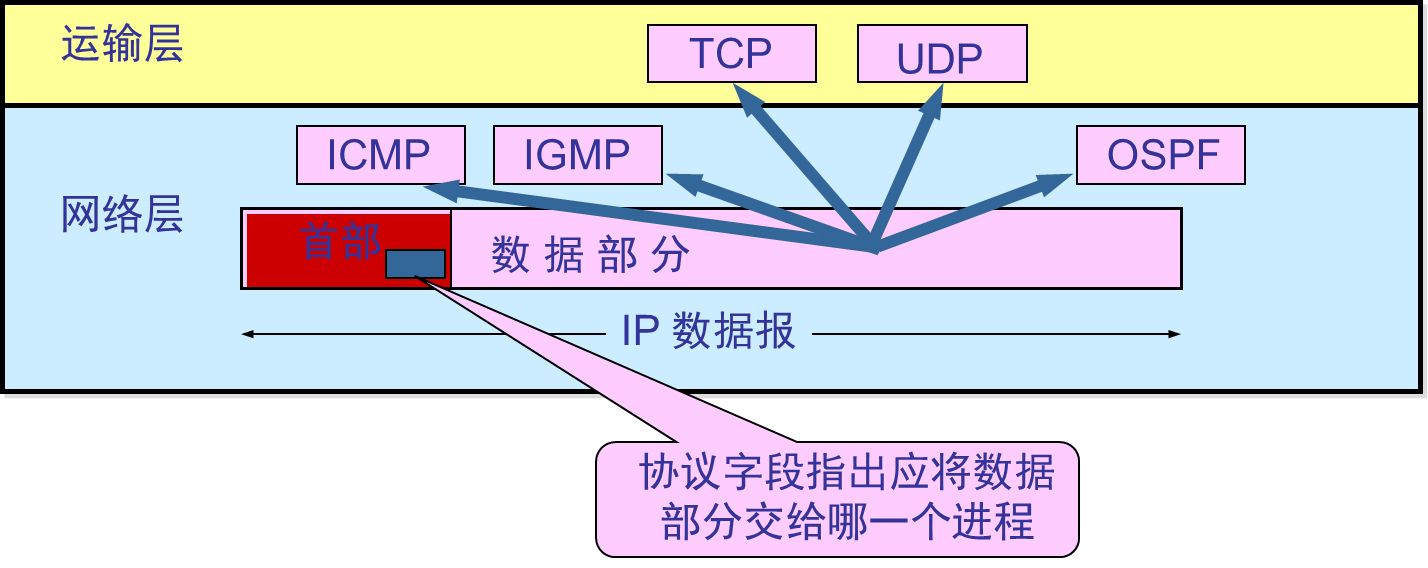 运输层
TCP
UDP
ICMP
IGMP
OSPF
网络层
首部
数据部分
IP 数据报
协议字段指出应将数据
部分交给哪一个进程